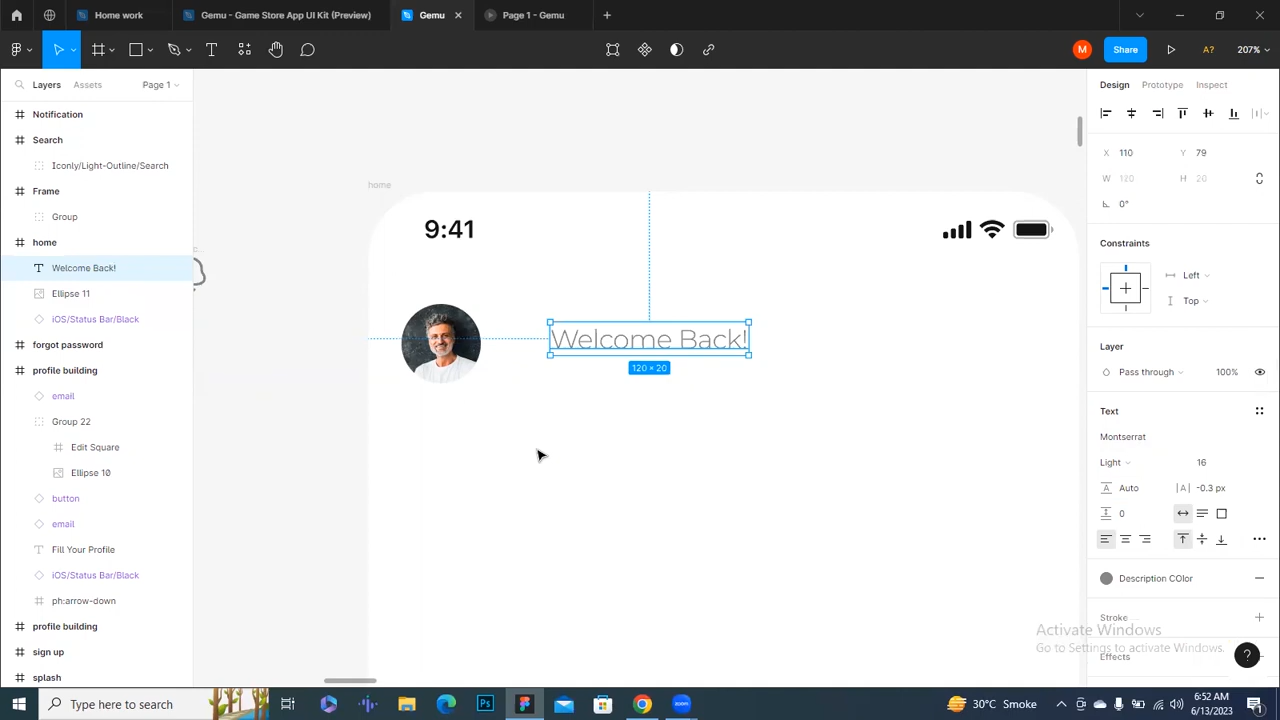 Home work
Gemu - Game Store App UI Kit (Preview)
Gemu
Page 1 - Gemu
M
Share
A?
207%
Layers
Assets
Page 1
Design
Prototype
Inspect
Notification
Search
Iconly/Light-Outline/Search
Frame
Group
home
Welcome Back!
Ellipse 11
iOS/Status Bar/Black
forgot password
profile building
email
Group 22
Edit Square
Ellipse 10
button
email
Fill Your Profile
iOS/Status Bar/Black
ph:arrow-down
profile building
sign up
splash
home
9:41
Welcome Back!
120 × 20
X 110
Y 79
W 120
H 20
0°
Constraints
Left
Top
Layer
Pass through
100%
Text
Montserrat
Light
16
A Auto
|A| -0.3 px
0
Description COlor
Stroke
Effects
Activate Windows
Go to Settings to activate Windows.
?
Type here to search
Ps
zoom
30°C Smoke
6:52 AM
6/13/2023